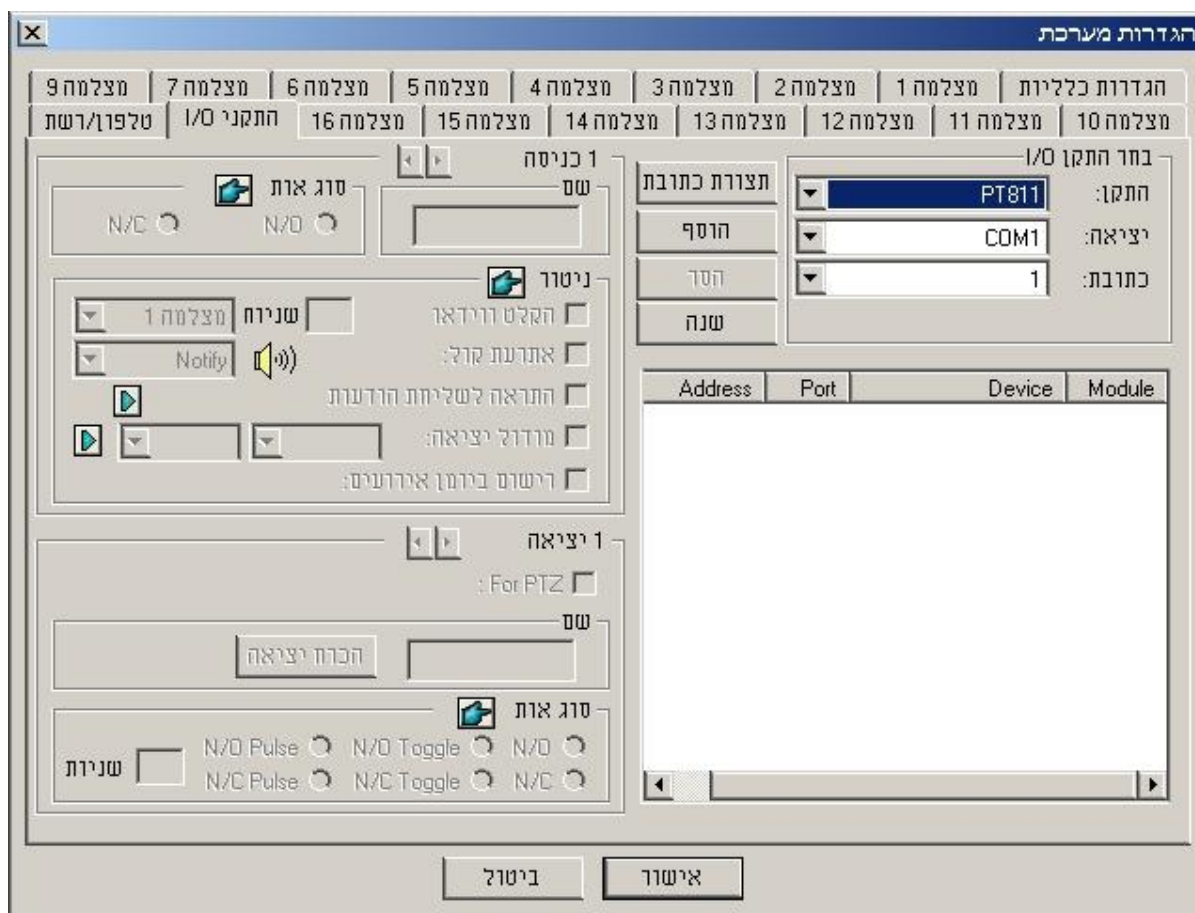 הגדרות מערכת
הגדרות כלליות מצלמה 1 מצלמה 2 מצלמה 3 מצלמה 4 מצלמה 5 מצלמה 6 מצלמה 7 מצלמה 9
מצלמה 10 מצלמה 11 מצלמה 12 מצלמה 13 מצלמה 14 מצלמה 15 מצלמה 16 התקני I/O טלפון/רשת
בחר התקן I/O
התקן: PT811
יציאה: COM1
כתובת: 1
תצורת כתובת
הוסף
הסר
שנה
Module Device Port Address
1 כניסה
שם
סוג אות
N/O N/C
ניטור
הקלט ווידאו שניות מצלמה 1
אתרעת קול: Notify
התראה לשליחת הודעות
מודול יציאה:
רישום ביומן אירועים:
1 יציאה
For PTZ :
שם
הכרח יציאה
סוג אות
N/O N/O Toggle N/O Pulse
N/C N/C Toggle N/C Pulse
שניות
אישור ביטול